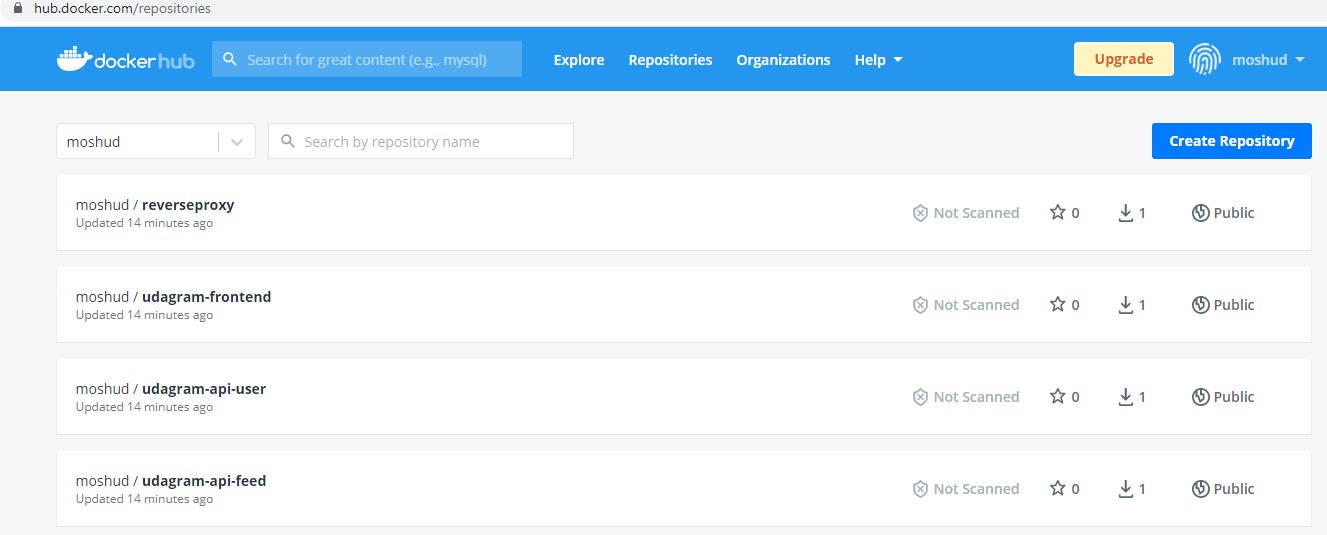 hub.docker.com/repositories
docker hub Search for great content (e.g., mysql) Explore Repositories Organizations Help Upgrade moshud
moshud Search by repository name Create Repository
moshud / reverseproxy
Updated 14 minutes ago
Not Scanned 0 1 Public
moshud / udagram-frontend
Updated 14 minutes ago
Not Scanned 0 1 Public
moshud / udagram-api-user
Updated 14 minutes ago
Not Scanned 0 1 Public
moshud / udagram-api-feed
Updated 14 minutes ago
Not Scanned 0 1 Public